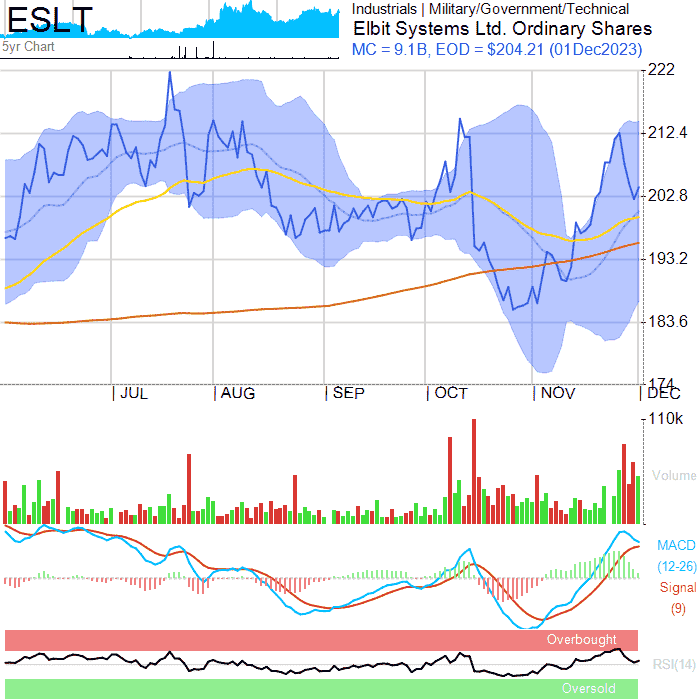 ESLT
Industrials | Military/Government/Technical
Elbit Systems Ltd. Ordinary Shares
MC = 9.1B, EOD = $204.21 (01Dec2023)
5yr Chart
222
212.4
202.8
193.2
183.6
174
JUL
AUG
SEP
OCT
NOV
DEC
110k
Volume
MACD
(12-26)
Signal
(9)
Overbought
RSI(14)
Oversold